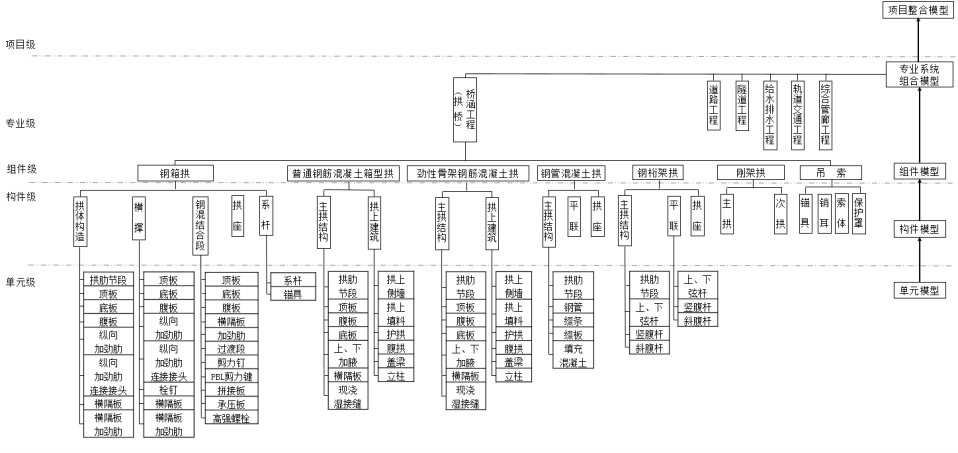 项目整合模型
项目级
专业系统
组合模型
桥涵工程
（拱桥）
道路工程
隧道工程
给水排水工程
轨道交通工程
综合管廊工程
专业级
组件级
钢箱拱
普通钢筋混凝土箱型拱
劲性骨架钢筋混凝土拱
钢管混凝土拱
钢桁架拱
刚架拱
吊 索
组件模型
构件级
拱体构造
横撑
钢混结合段
拱座
系杆
主拱结构
拱上建筑
主拱结构
拱上建筑
主拱结构
平联
拱座
主拱结构
平联
拱座
主拱
次拱
锚具
销耳
索体
保护罩
构件模型
单元级
单元模型
拱肋节段
顶板
底板
腹板
纵向
加劲肋
纵向
加劲肋
连接接头
横隔板
横隔板
加劲肋
顶板
底板
腹板
纵向
加劲肋
纵向
加劲肋
连接接头
栓钉
横隔板
横隔板
加劲肋
顶板
底板
腹板
横隔板
加劲肋
过渡段
剪力钉
PBL剪力键
拼接板
承压板
高强螺栓
系杆
锚具
拱肋
节段
顶板
腹板
底板
上、下
加腋
横隔板
现浇
湿接缝
拱上
侧墙
拱上
填料
护拱
腹拱
盖梁
立柱
拱肋
节段
顶板
腹板
底板
上、下
加腋
横隔板
现浇
湿接缝
拱上
侧墙
拱上
填料
护拱
腹拱
盖梁
立柱
拱肋
节段
钢管
缀条
缀板
填充
混凝土
拱肋
节段
上、下
弦杆
竖腹杆
斜腹杆
上、下
弦杆
竖腹杆
斜腹杆